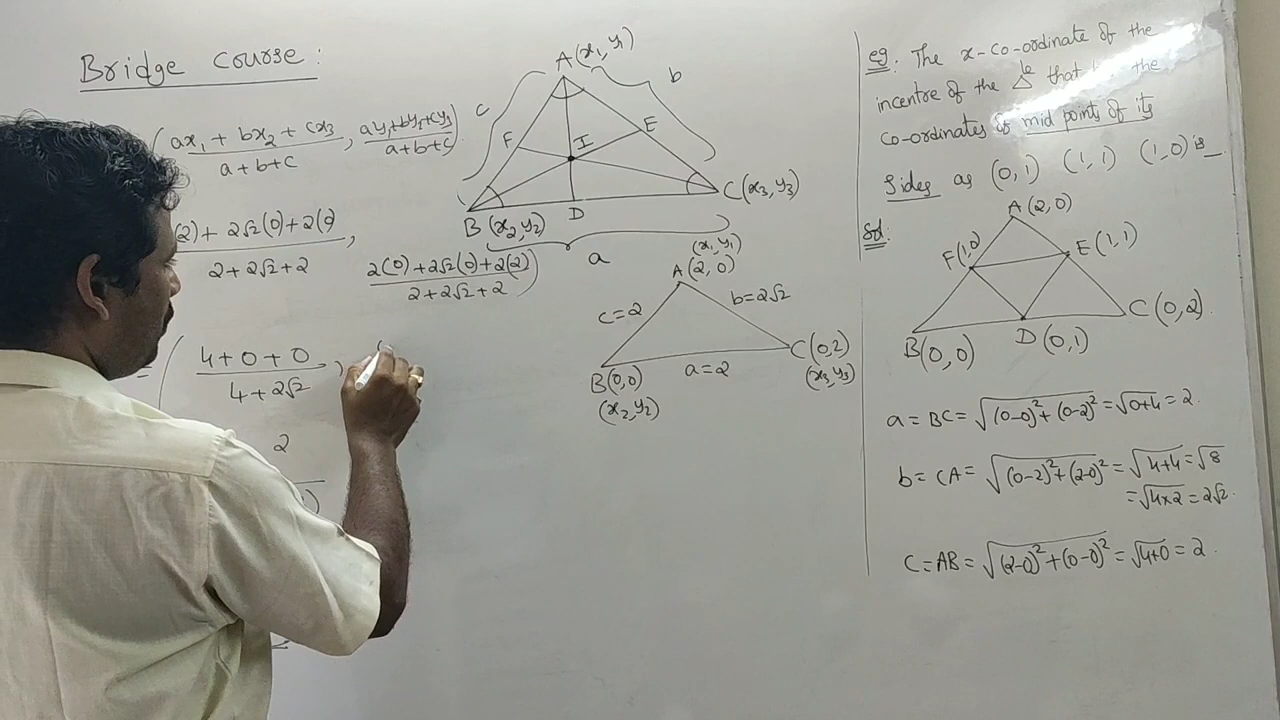 Bridge Course :
(ax₁ + bx₂ + cx₃ / a+b+c , ay₁+by₂+cy₃ / a+b+c).
(2) + 2√2(0) + 2(0) / 2+2√2+2 ,
2(0)+2√2(0)+2(2) / 2+2√2+2 )
= ( 4+0+0 / 4+2√2 ,
2
A (x₁, y₁)
c
b
F
E
I
B (x₂, y₂)
D
C (x₃, y₃)
a
(x₁, y₁)
A (2, 0)
c = 2
b = 2√2
B(0,0)
(x₂, y₂)
a = 2
C (0,2)
(x₃, y₃)
eg. The x-co-ordinate of the
incentre of the △le that the
co-ordinates of mid points of its
sides as (0,1) (1,1) (1,0) is _
Sol:
A (2,0)
F(1,0)
E (1,1)
B(0,0)
D (0,1)
C (0,2)
a = BC = √(0-0)² + (0-2)² = √0+4 = 2.
b = CA = √(0-2)² + (2-0)² = √4+4 = √8
= √4×2 = 2√2.
C = AB = √(2-0)² + (0-0)² = √4+0 = 2.